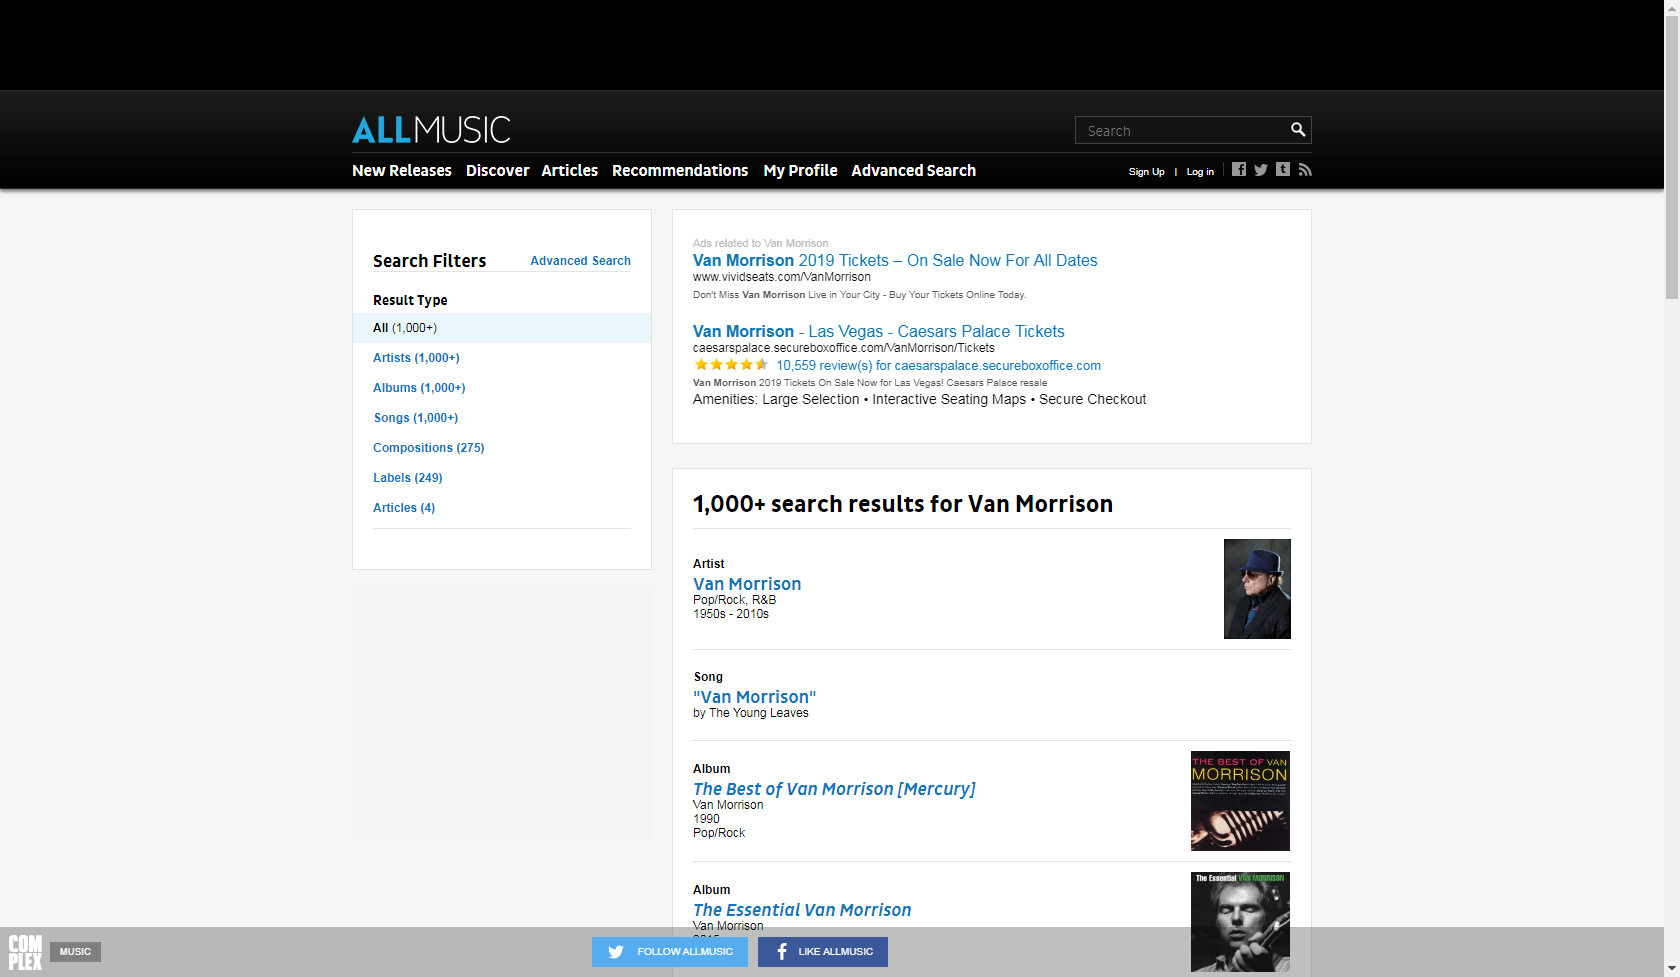 ALLMUSIC
Search
New Releases Discover Articles Recommendations My Profile Advanced Search
Sign Up | Log in
Search Filters Advanced Search
Result Type
All (1,000+)
Artists (1,000+)
Albums (1,000+)
Songs (1,000+)
Compositions (275)
Labels (249)
Articles (4)
Ads related to Van Morrison
Van Morrison 2019 Tickets – On Sale Now For All Dates
www.vividseats.com/VanMorrison
Don't Miss Van Morrison Live in Your City - Buy Your Tickets Online Today.
Van Morrison - Las Vegas - Caesars Palace Tickets
caesarspalace.secureboxoffice.com/VanMorrison/Tickets
10,559 review(s) for caesarspalace.secureboxoffice.com
Van Morrison 2019 Tickets On Sale Now for Las Vegas! Caesars Palace resale
Amenities: Large Selection • Interactive Seating Maps • Secure Checkout
1,000+ search results for Van Morrison
Artist
Van Morrison
Pop/Rock, R&B
1950s - 2010s
Song
"Van Morrison"
by The Young Leaves
Album
The Best of Van Morrison [Mercury]
Van Morrison
1990
Pop/Rock
THE BEST OF VAN
MORRISON
Album
The Essential Van Morrison
Van Morrison
The Essential VAN MORRISON
COMPLEX
MUSIC
FOLLOW ALLMUSIC
LIKE ALLMUSIC